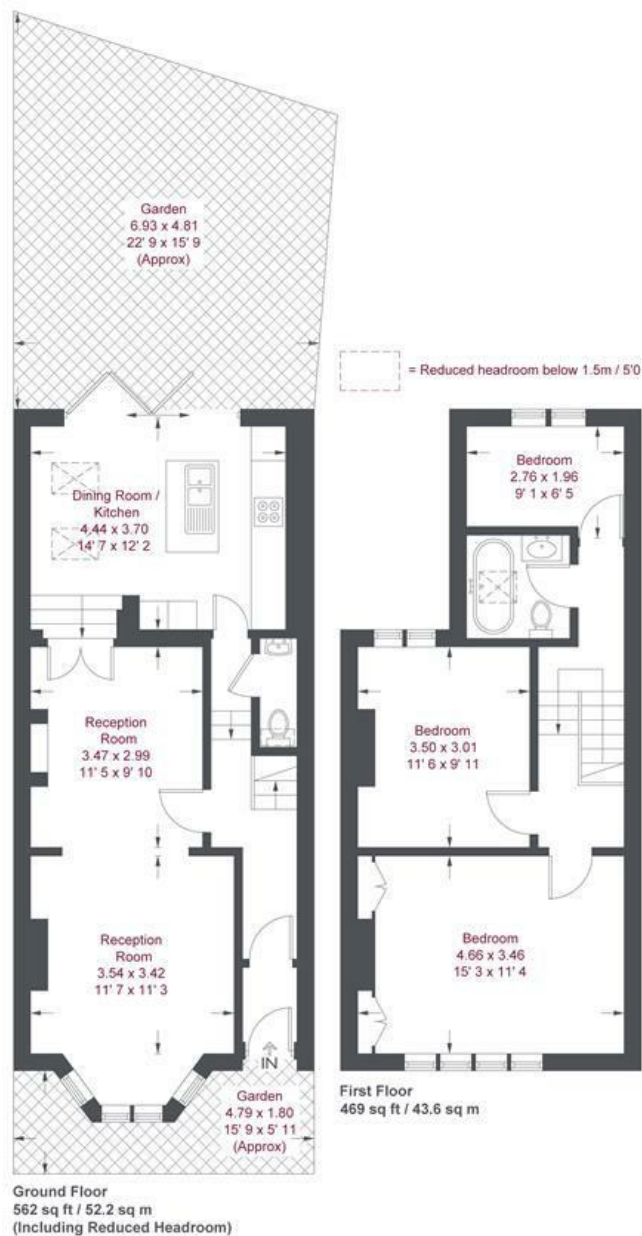 Garden
6.93 x 4.81
22' 9 x 15' 9
(Approx)
= Reduced headroom below 1.5m / 5'0
Dining Room /
Kitchen
4.44 x 3.70
14' 7 x 12' 2
Bedroom
2.76 x 1.96
9' 1 x 6' 5
Reception
Room
3.47 x 2.99
11' 5 x 9' 10
Bedroom
3.50 x 3.01
11' 6 x 9' 11
Reception
Room
3.54 x 3.42
11' 7 x 11' 3
Bedroom
4.66 x 3.46
15' 3 x 11' 4
IN
Garden
4.79 x 1.80
15' 9 x 5' 11
(Approx)
First Floor
469 sq ft / 43.6 sq m
Ground Floor
562 sq ft / 52.2 sq m
(Including Reduced Headroom)